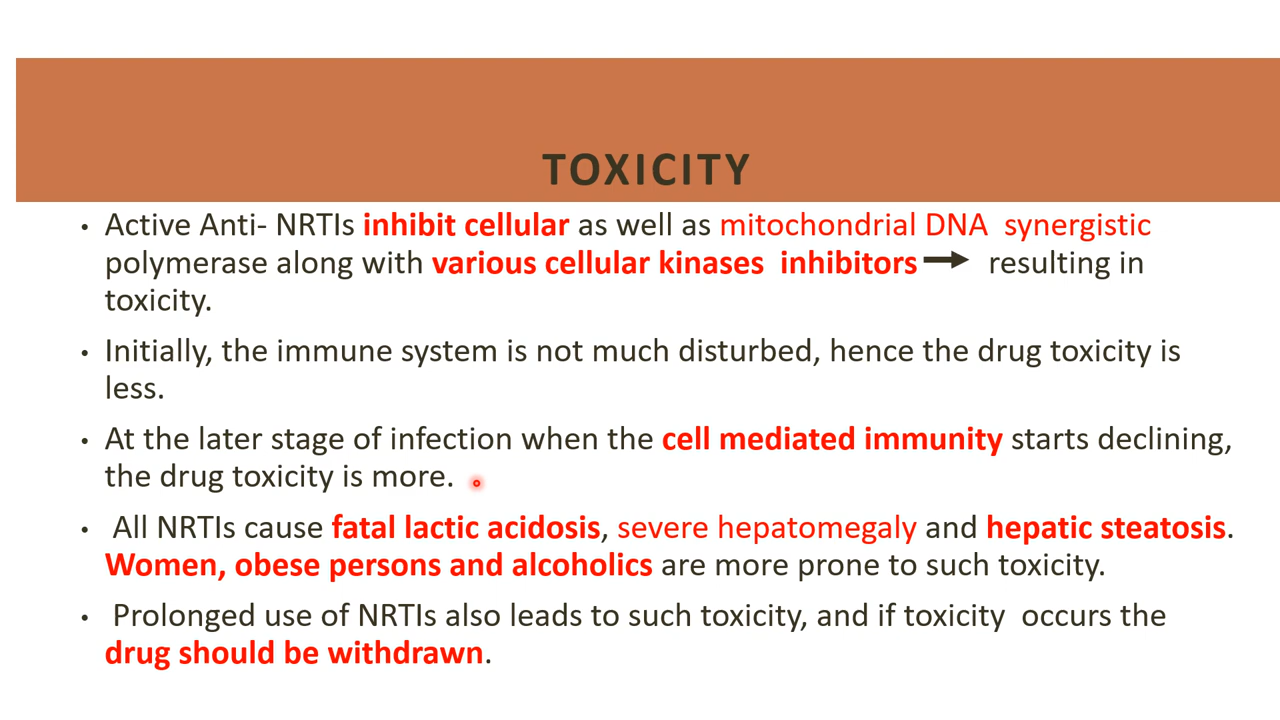 TOXICITY
• Active Anti- NRTIs inhibit cellular as well as mitochondrial DNA synergistic
polymerase along with various cellular kinases inhibitors → resulting in
toxicity.
• Initially, the immune system is not much disturbed, hence the drug toxicity is
less.
• At the later stage of infection when the cell mediated immunity starts declining,
the drug toxicity is more.
• All NRTIs cause fatal lactic acidosis, severe hepatomegaly and hepatic steatosis.
Women, obese persons and alcoholics are more prone to such toxicity.
• Prolonged use of NRTIs also leads to such toxicity, and if toxicity occurs the
drug should be withdrawn.